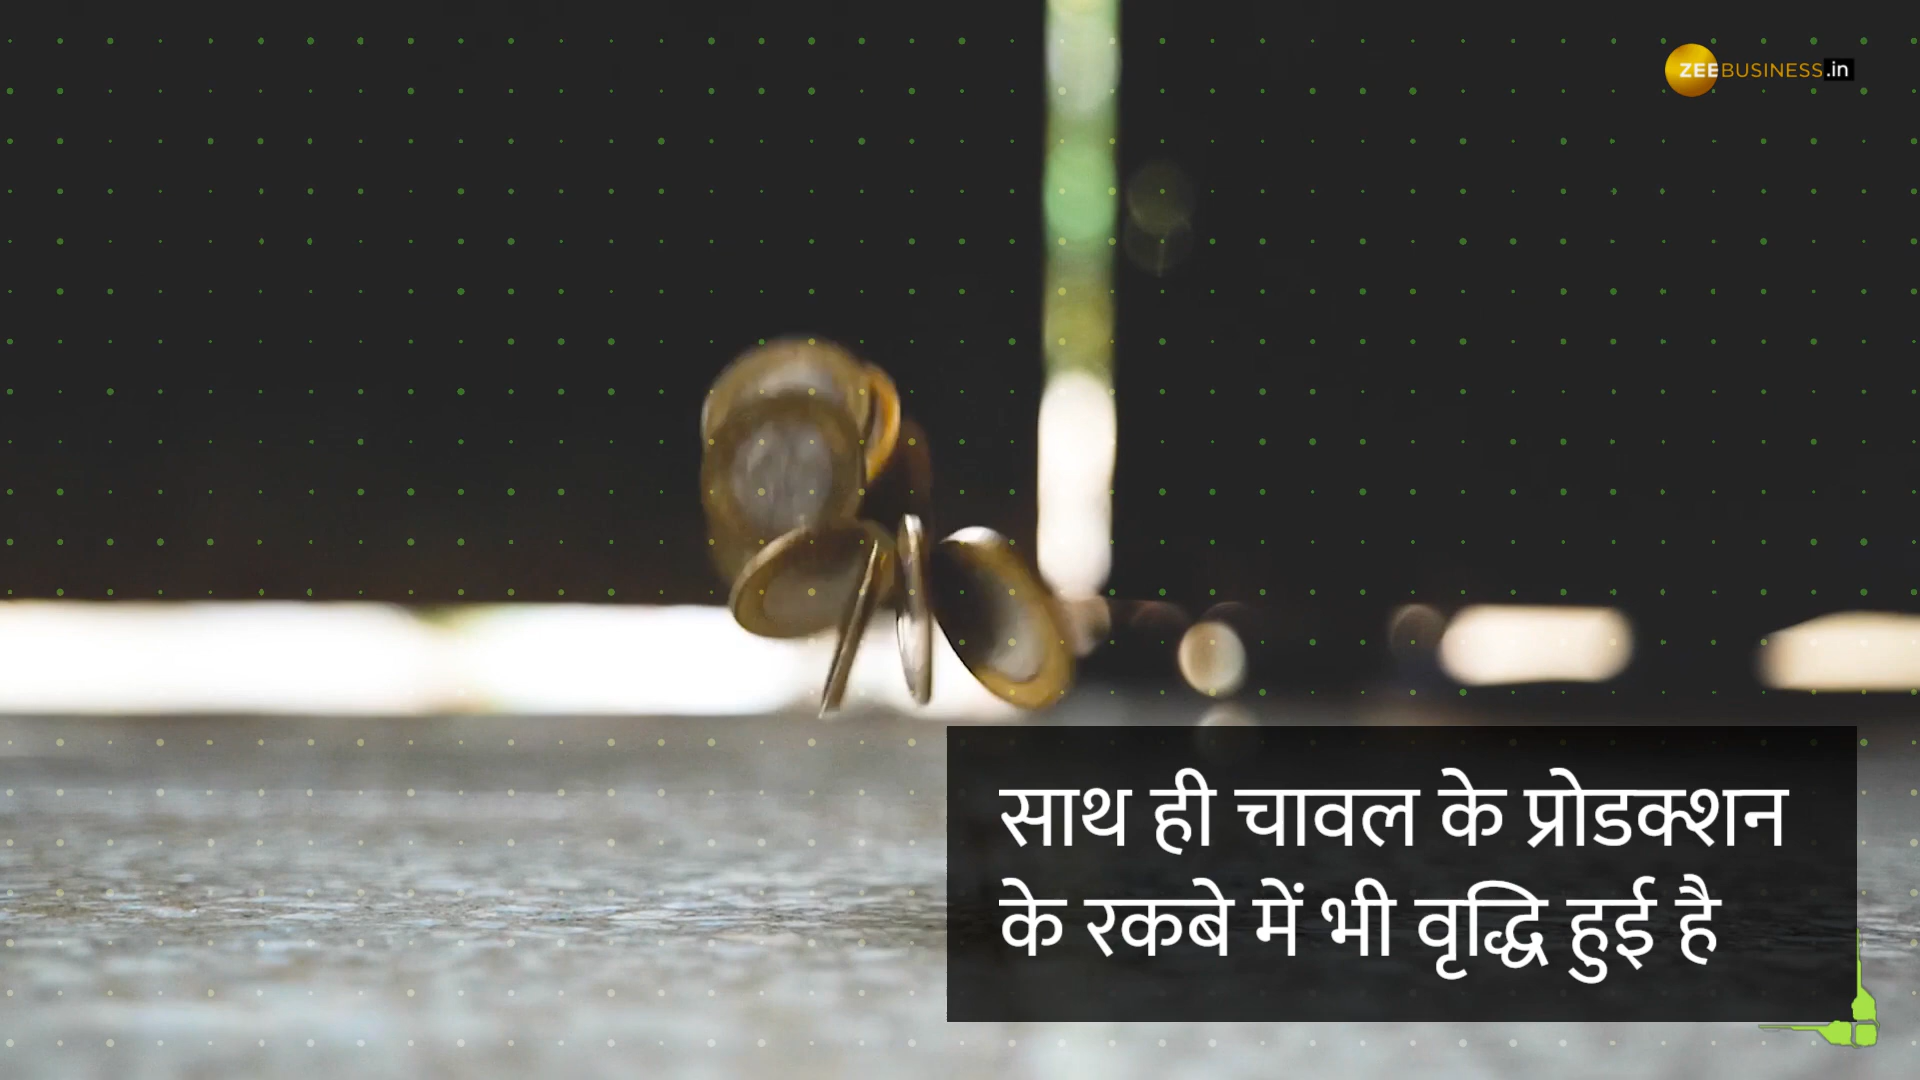 ZEEBUSINESS.in
साथ ही चावल के प्रोडक्शन
के रकबे में भी वृद्धि हुई है